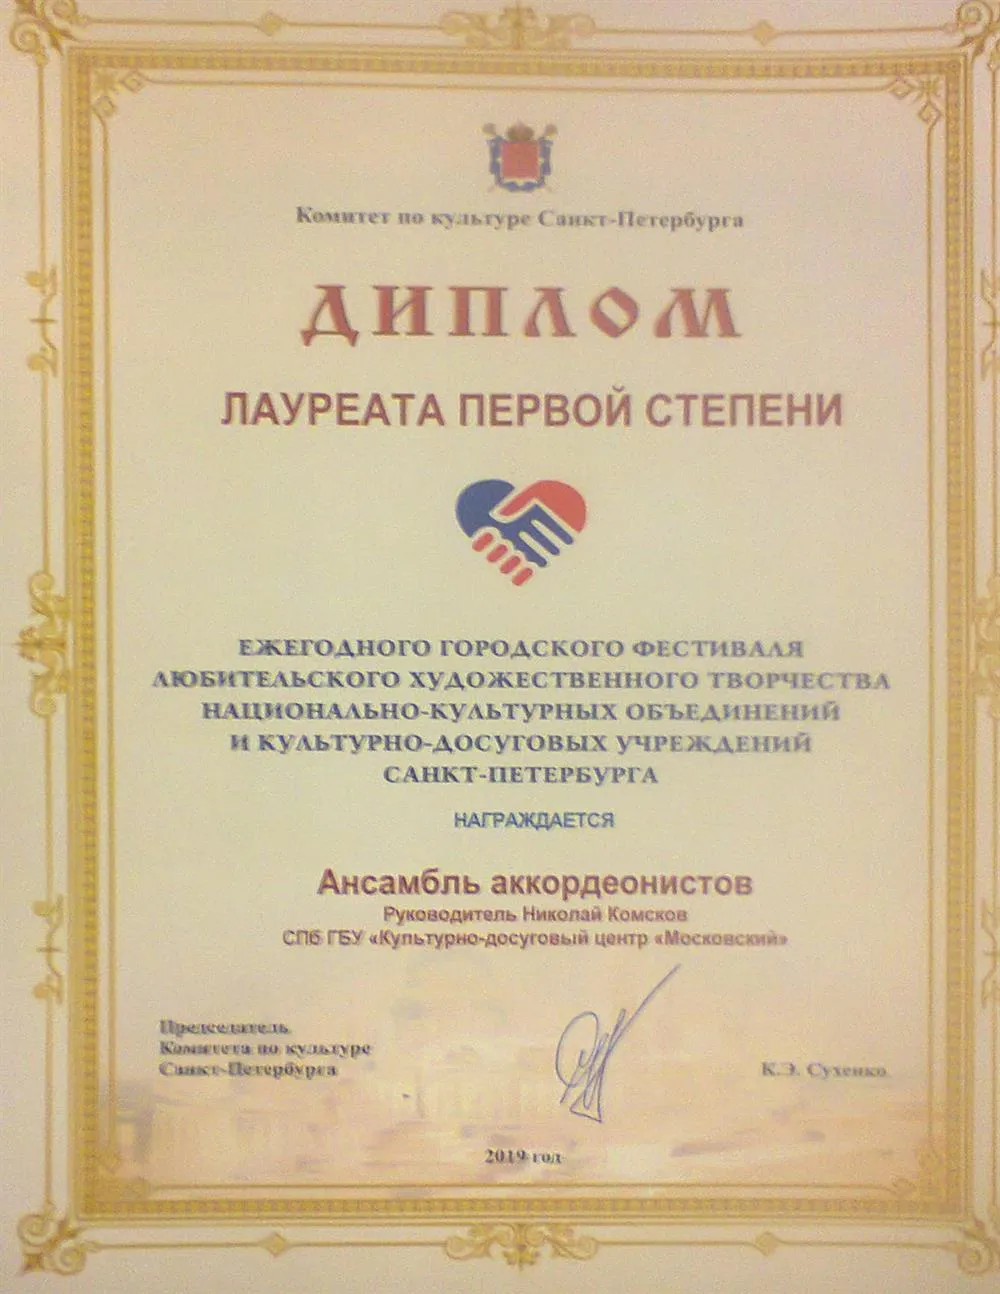 Комитет по культуре Санкт-Петербурга
ДИПЛОМ
ЛАУРЕАТА ПЕРВОЙ СТЕПЕНИ
ЕЖЕГОДНОГО ГОРОДСКОГО ФЕСТИВАЛЯ
ЛЮБИТЕЛЬСКОГО ХУДОЖЕСТВЕННОГО ТВОРЧЕСТВА
НАЦИОНАЛЬНО-КУЛЬТУРНЫХ ОБЪЕДИНЕНИЙ
И КУЛЬТУРНО-ДОСУГОВЫХ УЧРЕЖДЕНИЙ
САНКТ-ПЕТЕРБУРГА
НАГРАЖДАЕТСЯ
Ансамбль аккордеонистов
Руководитель Николай Комсков
СПб ГБУ «Культурно-досуговый центр «Московский»
Председатель
Комитета по культуре
Санкт-Петербурга
К.Э. Сухенко
2019 год